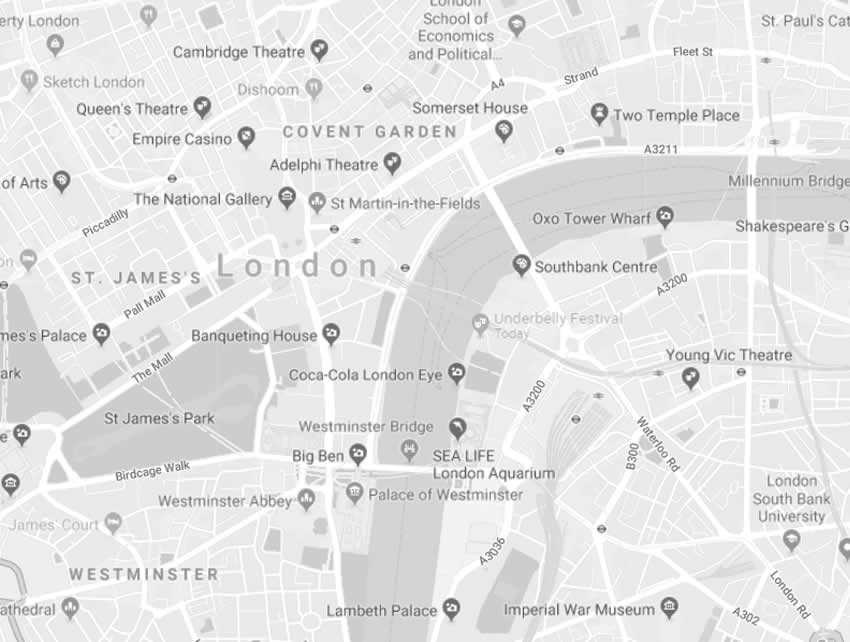 London
School of
Economics
and Political...
erty London
St. Paul's Cat
Cambridge Theatre
Fleet St
Strand
A4
Sketch London
Dishoom
Queen's Theatre
Somerset House
Two Temple Place
Empire Casino
COVENT GARDEN
A3211
Adelphi Theatre
of Arts
Millennium Bridge
The National Gallery
St Martin-in-the-Fields
Piccadilly
Oxo Tower Wharf
Shakespeare's G
on
London
Southbank Centre
ST. JAMES'S
A3200
Pall Mall
Underbelly Festival
Today
mes's Palace
Banqueting House
Young Vic Theatre
The Mall
ark
Coca-Cola London Eye
A3200
St James's Park
Westminster Bridge
Waterloo Rd
e
B300
Big Ben
SEA LIFE
London Aquarium
Birdcage Walk
London
South Bank
University
Westminster Abbey
Palace of Westminster
James' Court
A3036
WESTMINSTER
London Rd
athedral
Lambeth Palace
Imperial War Museum
A302